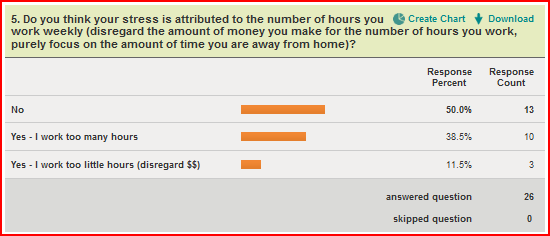 5. Do you think your stress is attributed to the number of hours you
Create Chart Download
work weekly (disregard the amount of money you make for the number of hours you work,
purely focus on the amount of time you are away from home)?
Response Percent Response Count
No 50.0% 13
Yes - I work too many hours 38.5% 10
Yes - I work too little hours (disregard $$) 11.5% 3
answered question 26
skipped question 0